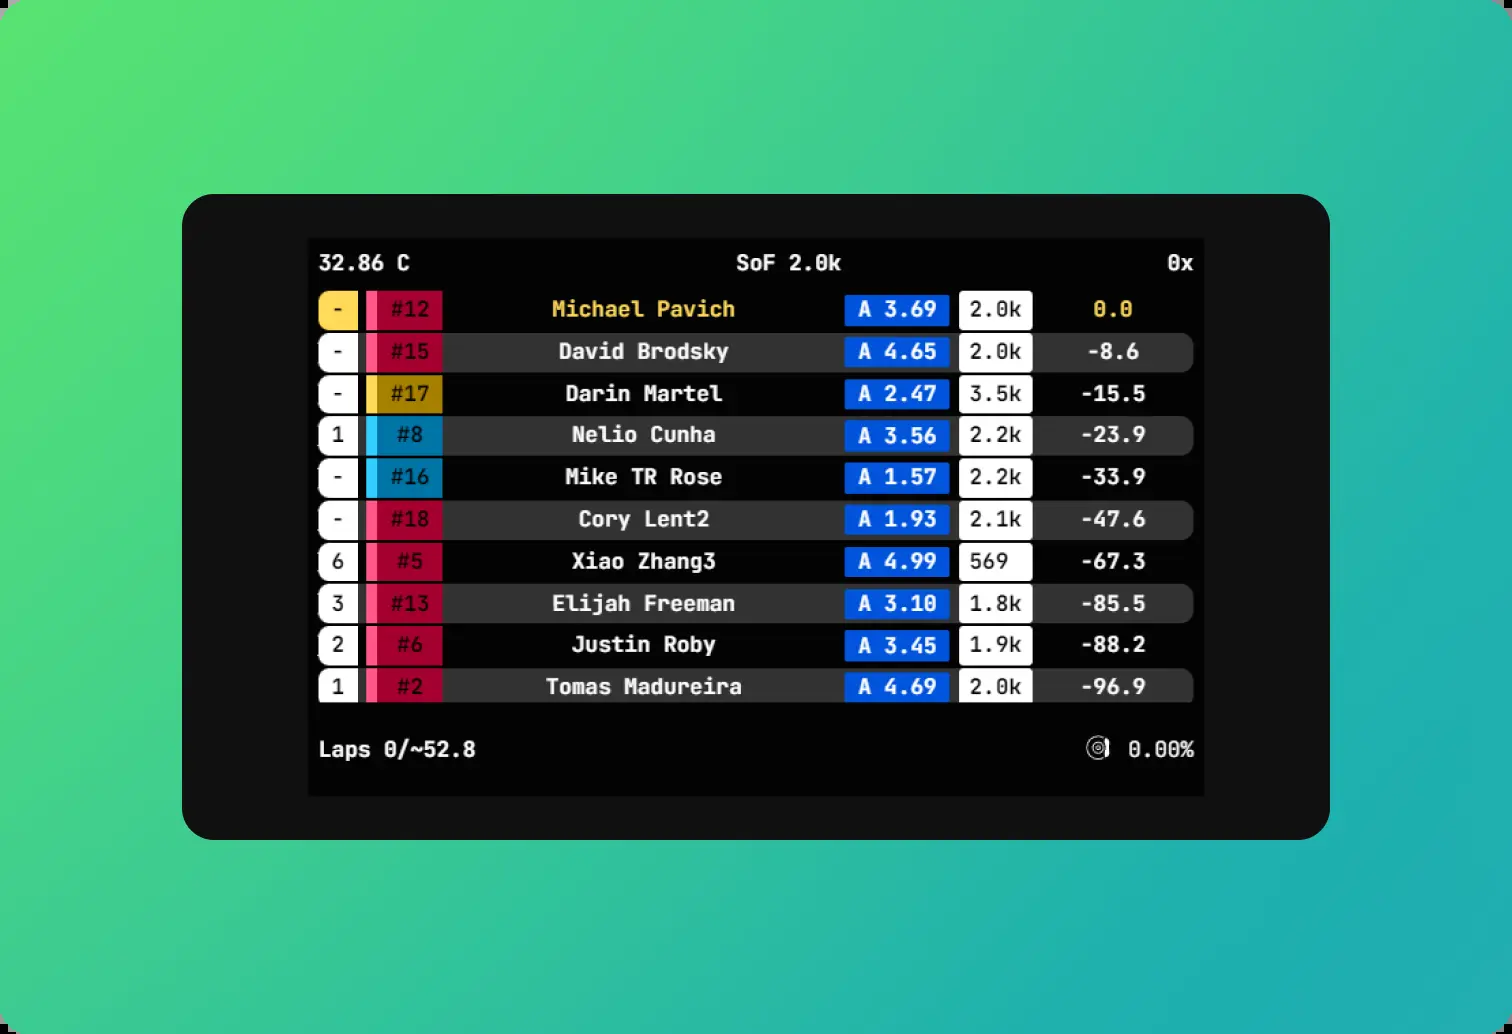 32.86 C SoF 2.0k 0x
- #12 Michael Pavich A 3.69 2.0k 0.0
- #15 David Brodsky A 4.65 2.0k -8.6
- #17 Darin Martel A 2.47 3.5k -15.5
1 #8 Nelio Cunha A 3.56 2.2k -23.9
- #16 Mike TR Rose A 1.57 2.2k -33.9
- #18 Cory Lent2 A 1.93 2.1k -47.6
6 #5 Xiao Zhang3 A 4.99 569 -67.3
3 #13 Elijah Freeman A 3.10 1.8k -85.5
2 #6 Justin Roby A 3.45 1.9k -88.2
1 #2 Tomas Madureira A 4.69 2.0k -96.9
Laps 0/~52.8 0.00%